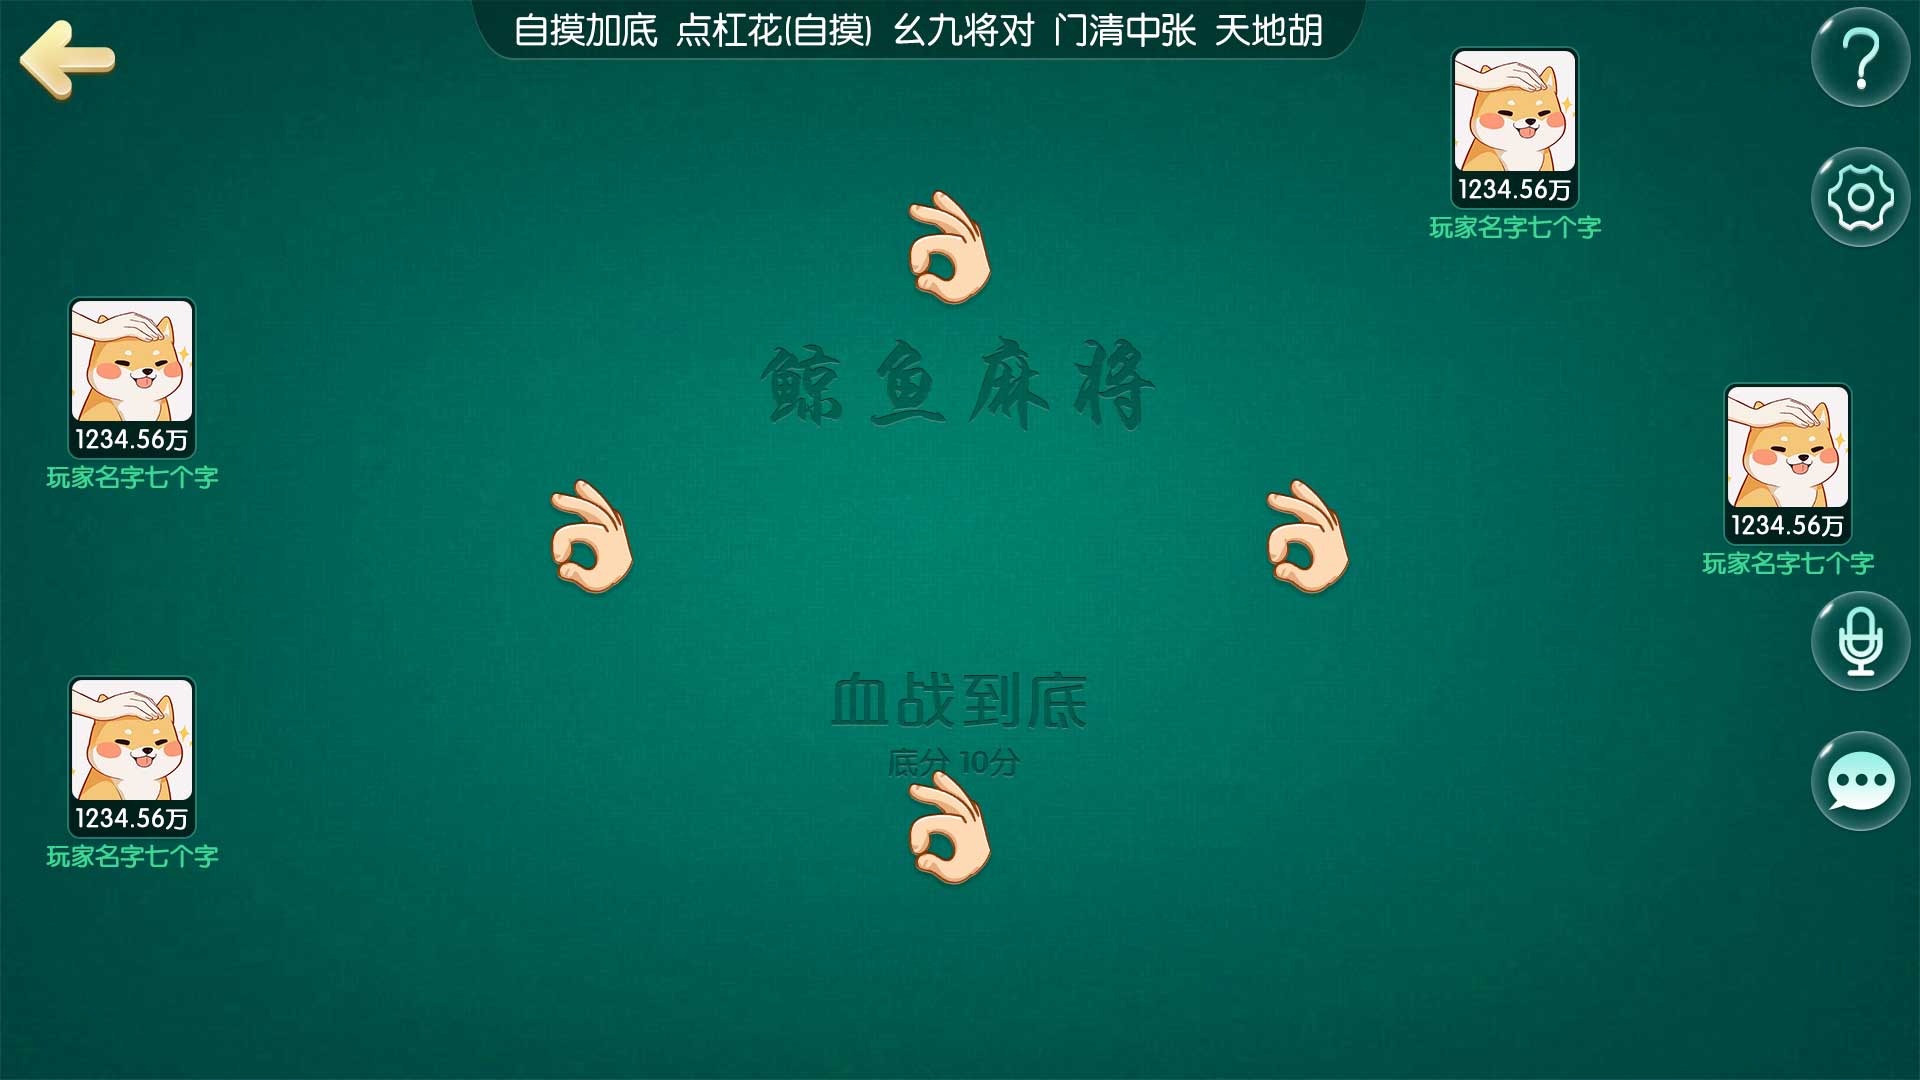 自摸加底 点杠花(自摸) 幺九将对 门清中张 天地胡
1234.56万
玩家名字七个字
1234.56万
玩家名字七个字
鲸鱼麻将
1234.56万
玩家名字七个字
血战到底
底分 10分
1234.56万
玩家名字七个字